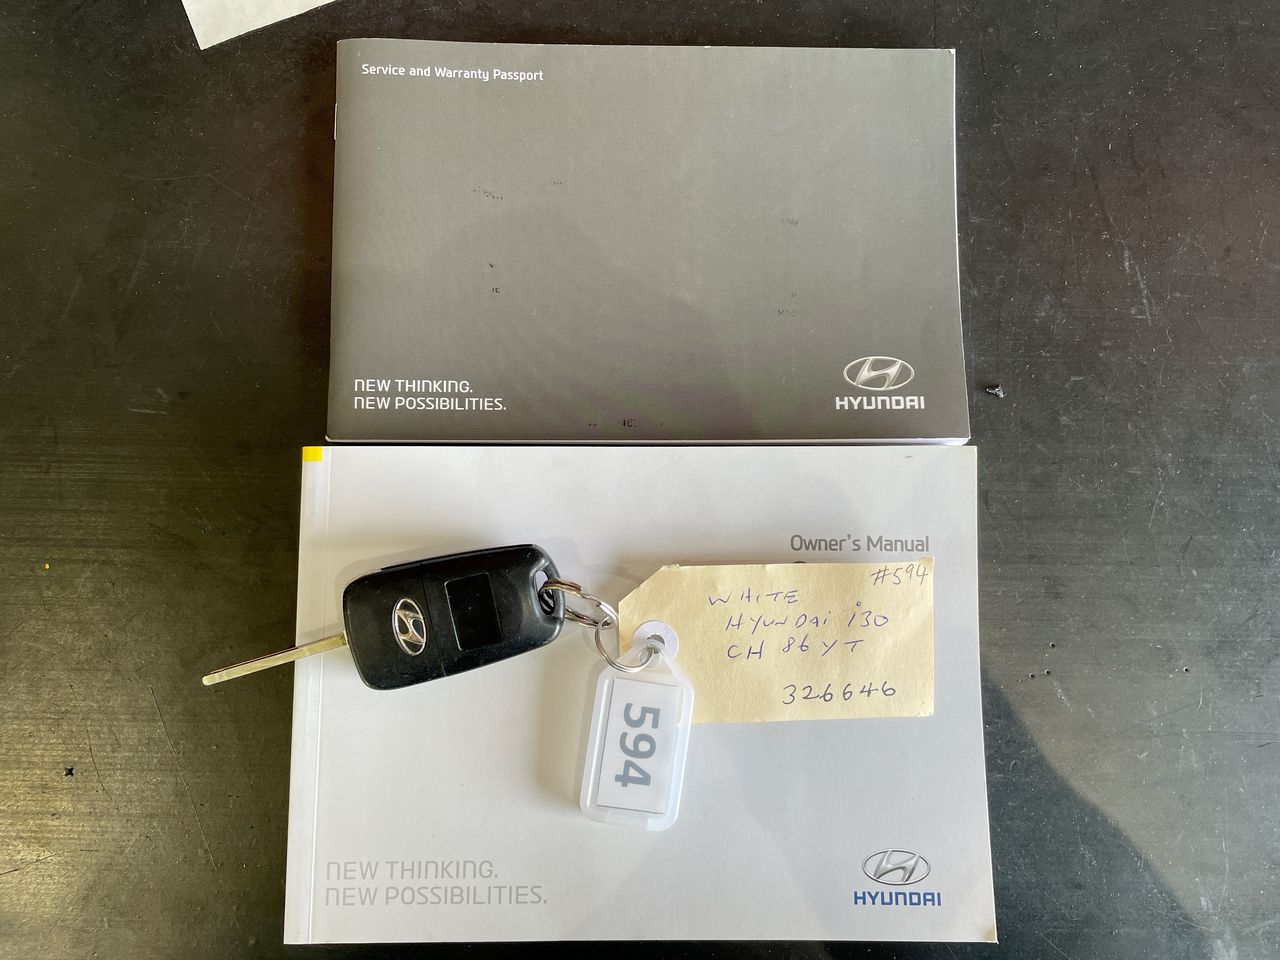 Service and Warranty Passport
NEW THINKING.
NEW POSSIBILITIES.
HYUNDAI
Owner's Manual
#594
WHITE
HYUNDAI i30
CH 86 YT
326646
594
NEW THINKING.
NEW POSSIBILITIES.
HYUNDAI